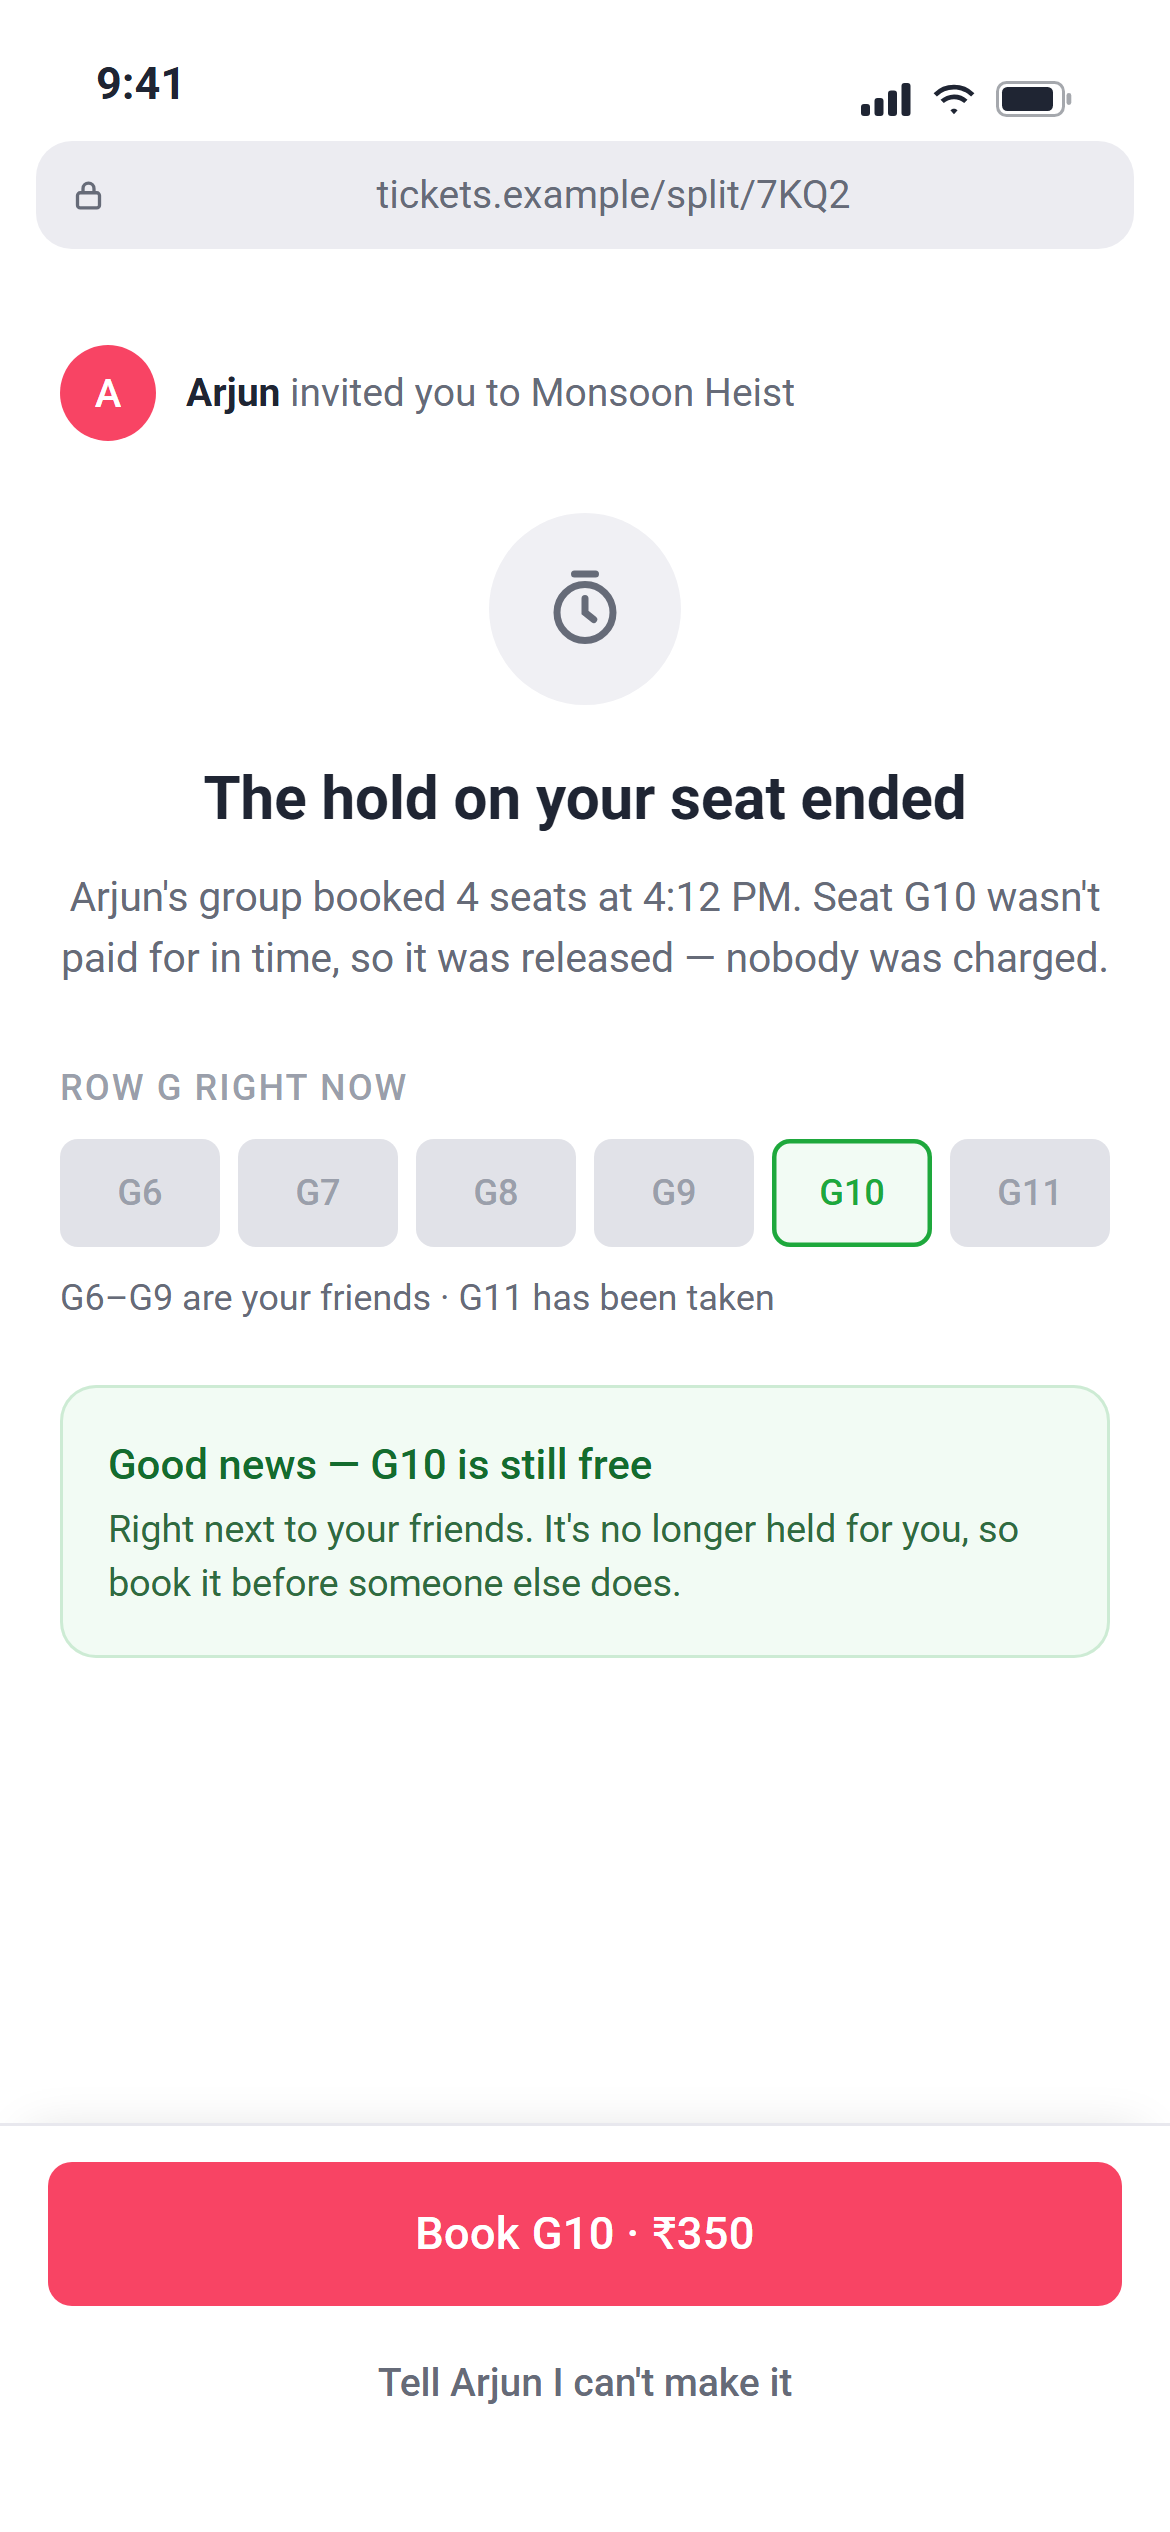 9:41
tickets.example/split/7KQ2
A
Arjun invited you to Monsoon Heist
The hold on your seat ended
Arjun's group booked 4 seats at 4:12 PM. Seat G10 wasn't
paid for in time, so it was released — nobody was charged.
ROW G RIGHT NOW
G6 G7 G8 G9 G10 G11
G6–G9 are your friends · G11 has been taken
Good news — G10 is still free
Right next to your friends. It's no longer held for you, so
book it before someone else does.
Book G10 · ₹350
Tell Arjun I can't make it